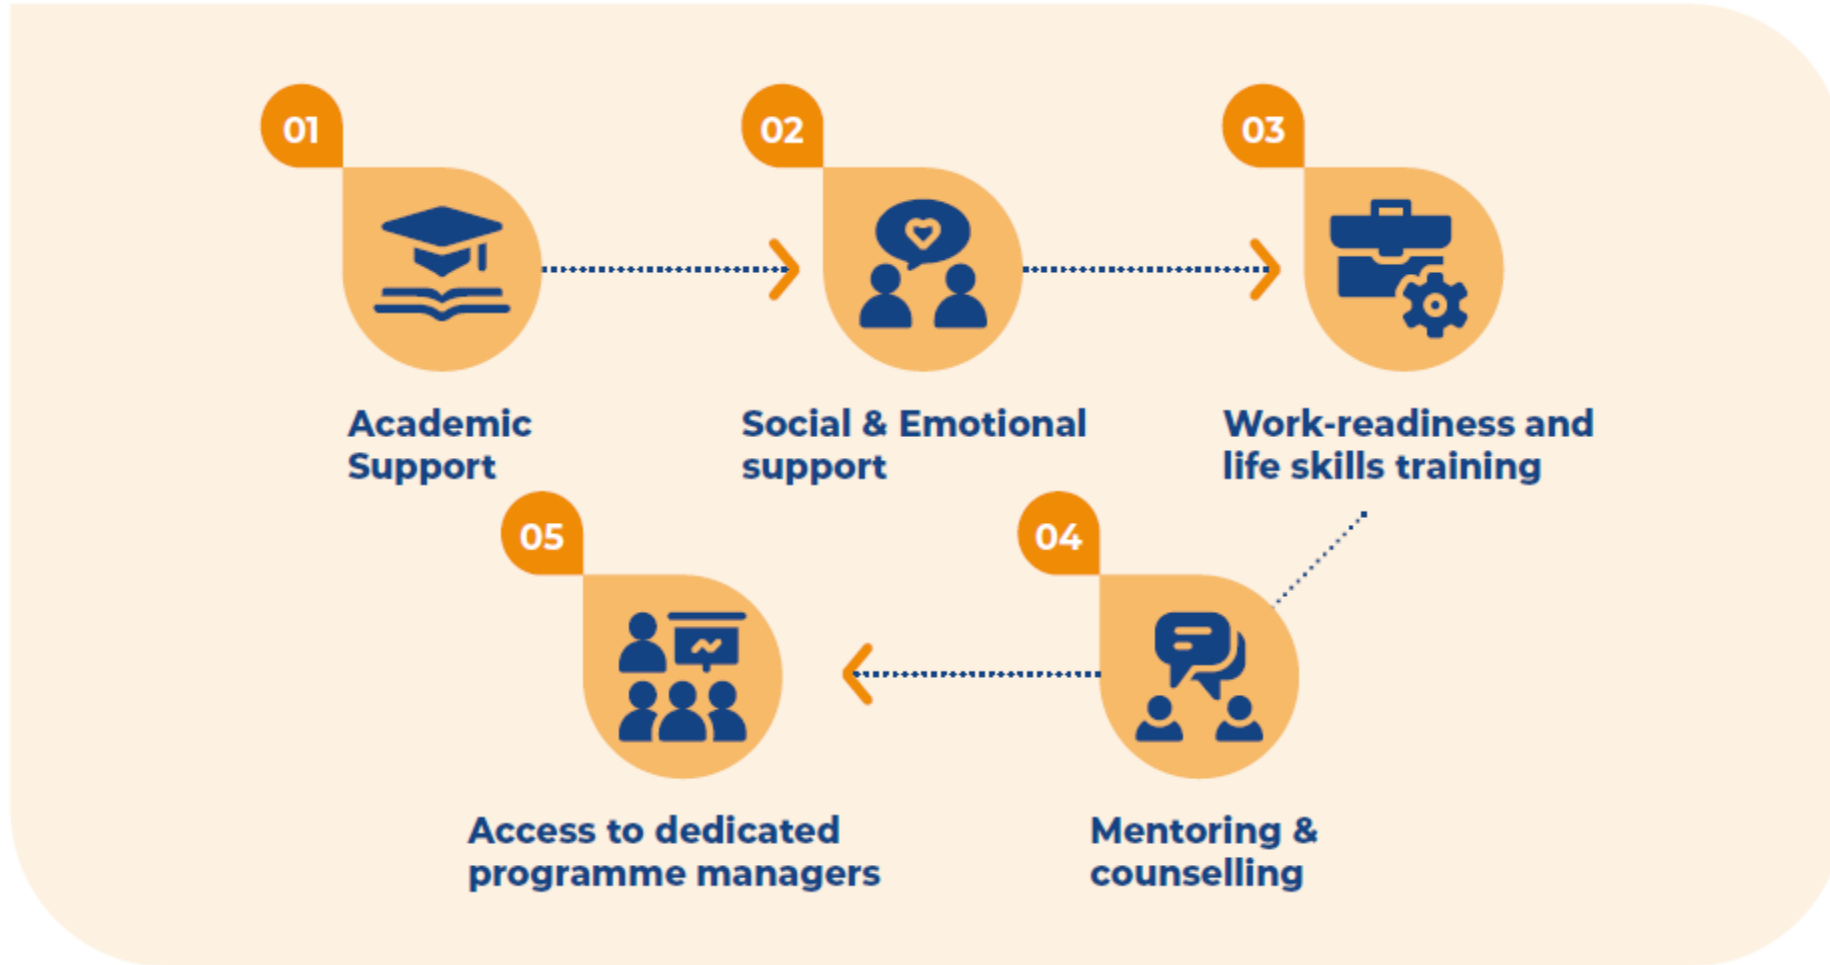 01
Academic
Support
02
Social & Emotional
support
03
Work-readiness and
life skills training
04
Mentoring &
counselling
05
Access to dedicated
programme managers